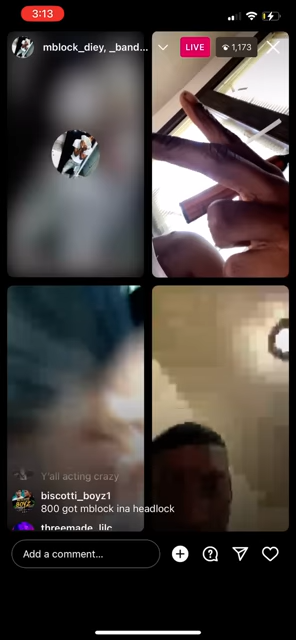 3:13
mblock_diey, _band...
LIVE
1,173
Y'all acting crazy
biscotti_boyz1
800 got mblock ina headlock
threemade_lilc
Add a comment...